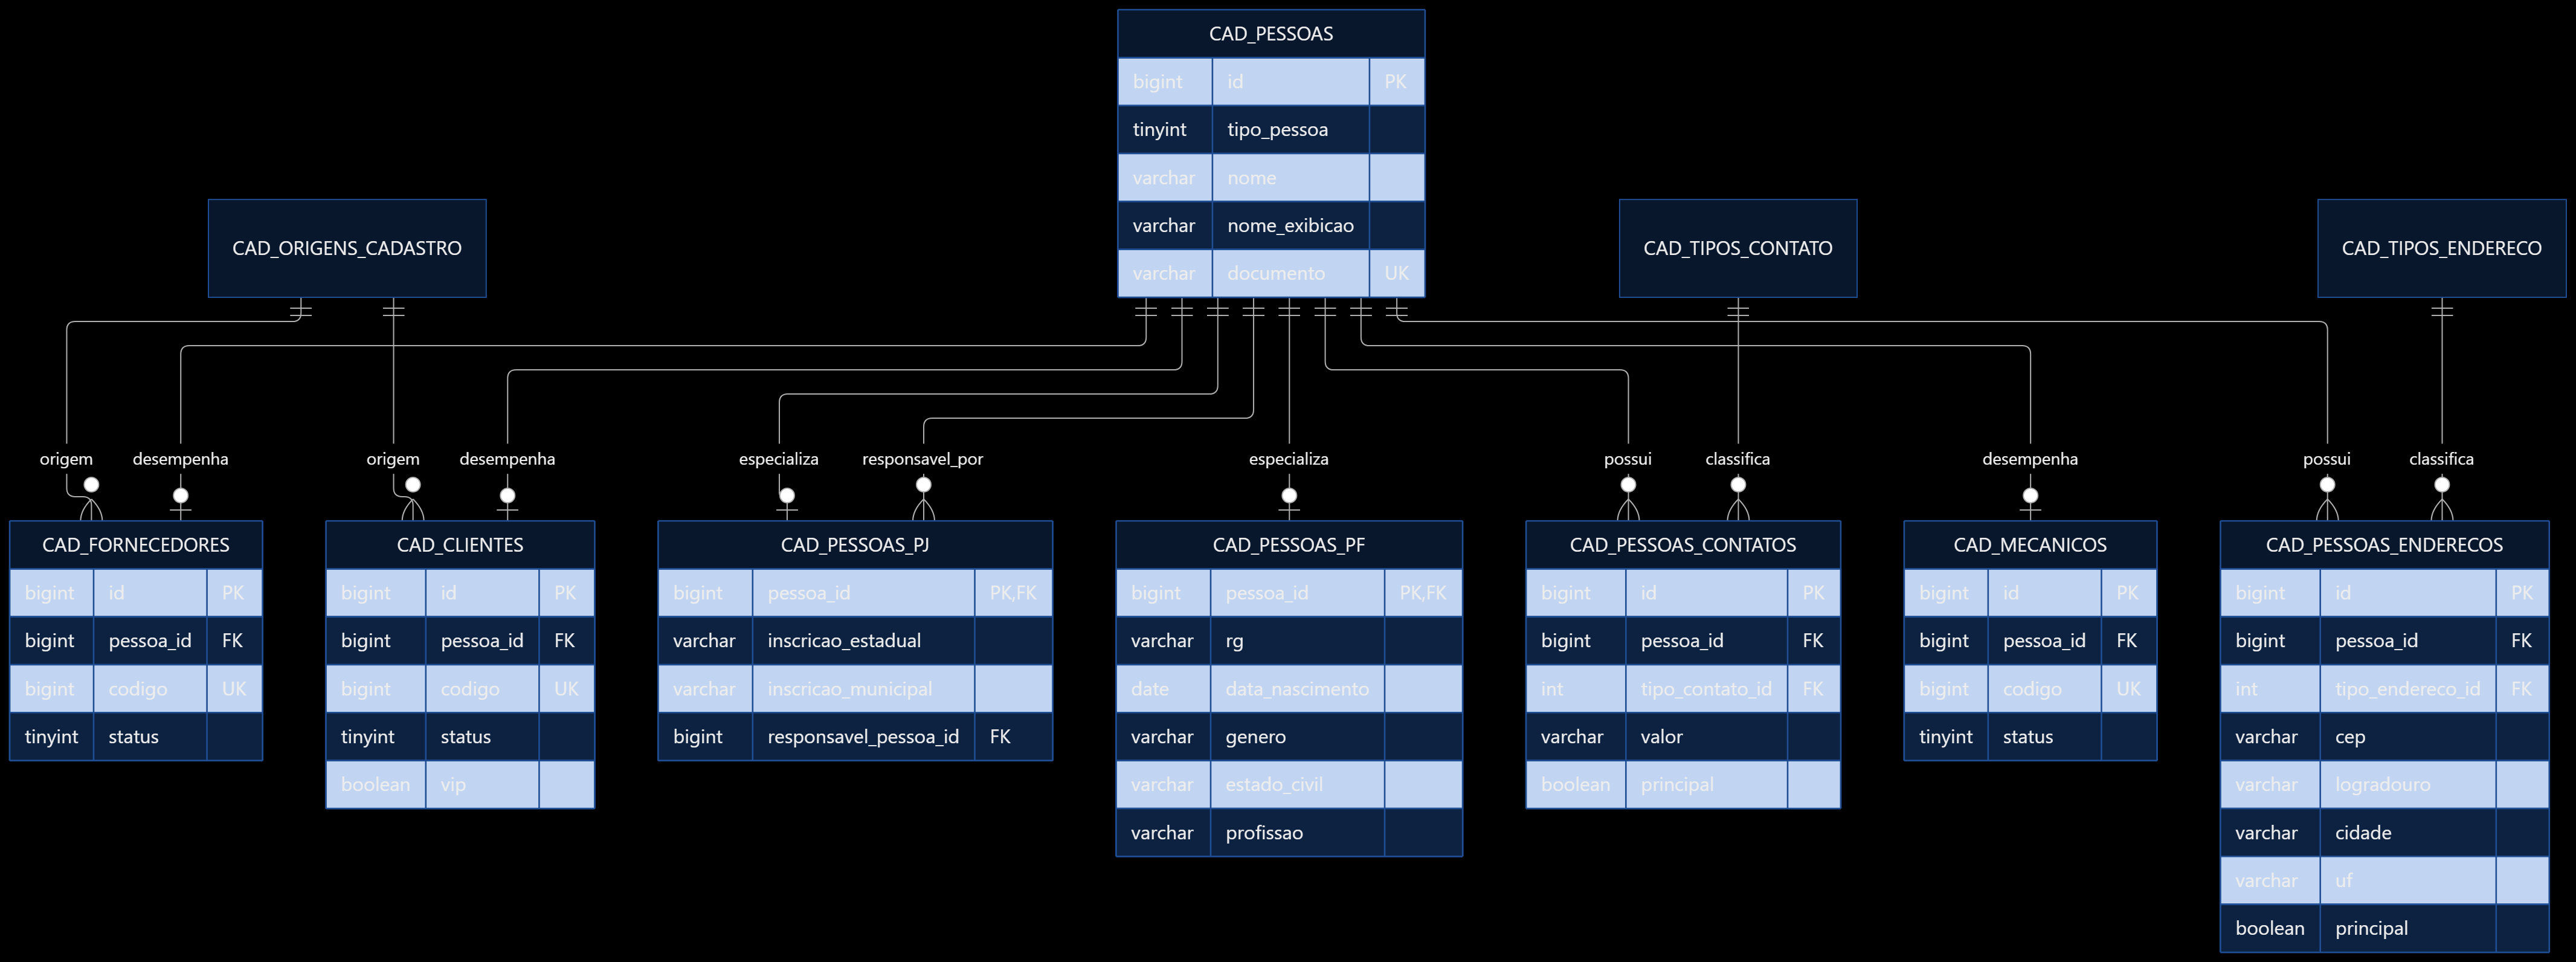 CAD_PESSOAS
bigint id PK
tinyint tipo_pessoa
varchar nome
varchar nome_exibicao
varchar documento UK
CAD_ORIGENS_CADASTRO
CAD_TIPOS_CONTATO
CAD_TIPOS_ENDERECO
origem desempenha origem desempenha especializa responsavel_por especializa possui classifica desempenha possui classifica
CAD_FORNECEDORES
bigint id PK
bigint pessoa_id FK
bigint codigo UK
tinyint status
CAD_CLIENTES
bigint id PK
bigint pessoa_id FK
bigint codigo UK
tinyint status
boolean vip
CAD_PESSOAS_PJ
bigint pessoa_id PK,FK
varchar inscricao_estadual
varchar inscricao_municipal
bigint responsavel_pessoa_id FK
CAD_PESSOAS_PF
bigint pessoa_id PK,FK
varchar rg
date data_nascimento
varchar genero
varchar estado_civil
varchar profissao
CAD_PESSOAS_CONTATOS
bigint id PK
bigint pessoa_id FK
int tipo_contato_id FK
varchar valor
boolean principal
CAD_MECANICOS
bigint id PK
bigint pessoa_id FK
bigint codigo UK
tinyint status
CAD_PESSOAS_ENDERECOS
bigint id PK
bigint pessoa_id FK
int tipo_endereco_id FK
varchar cep
varchar logradouro
varchar cidade
varchar uf
boolean principal